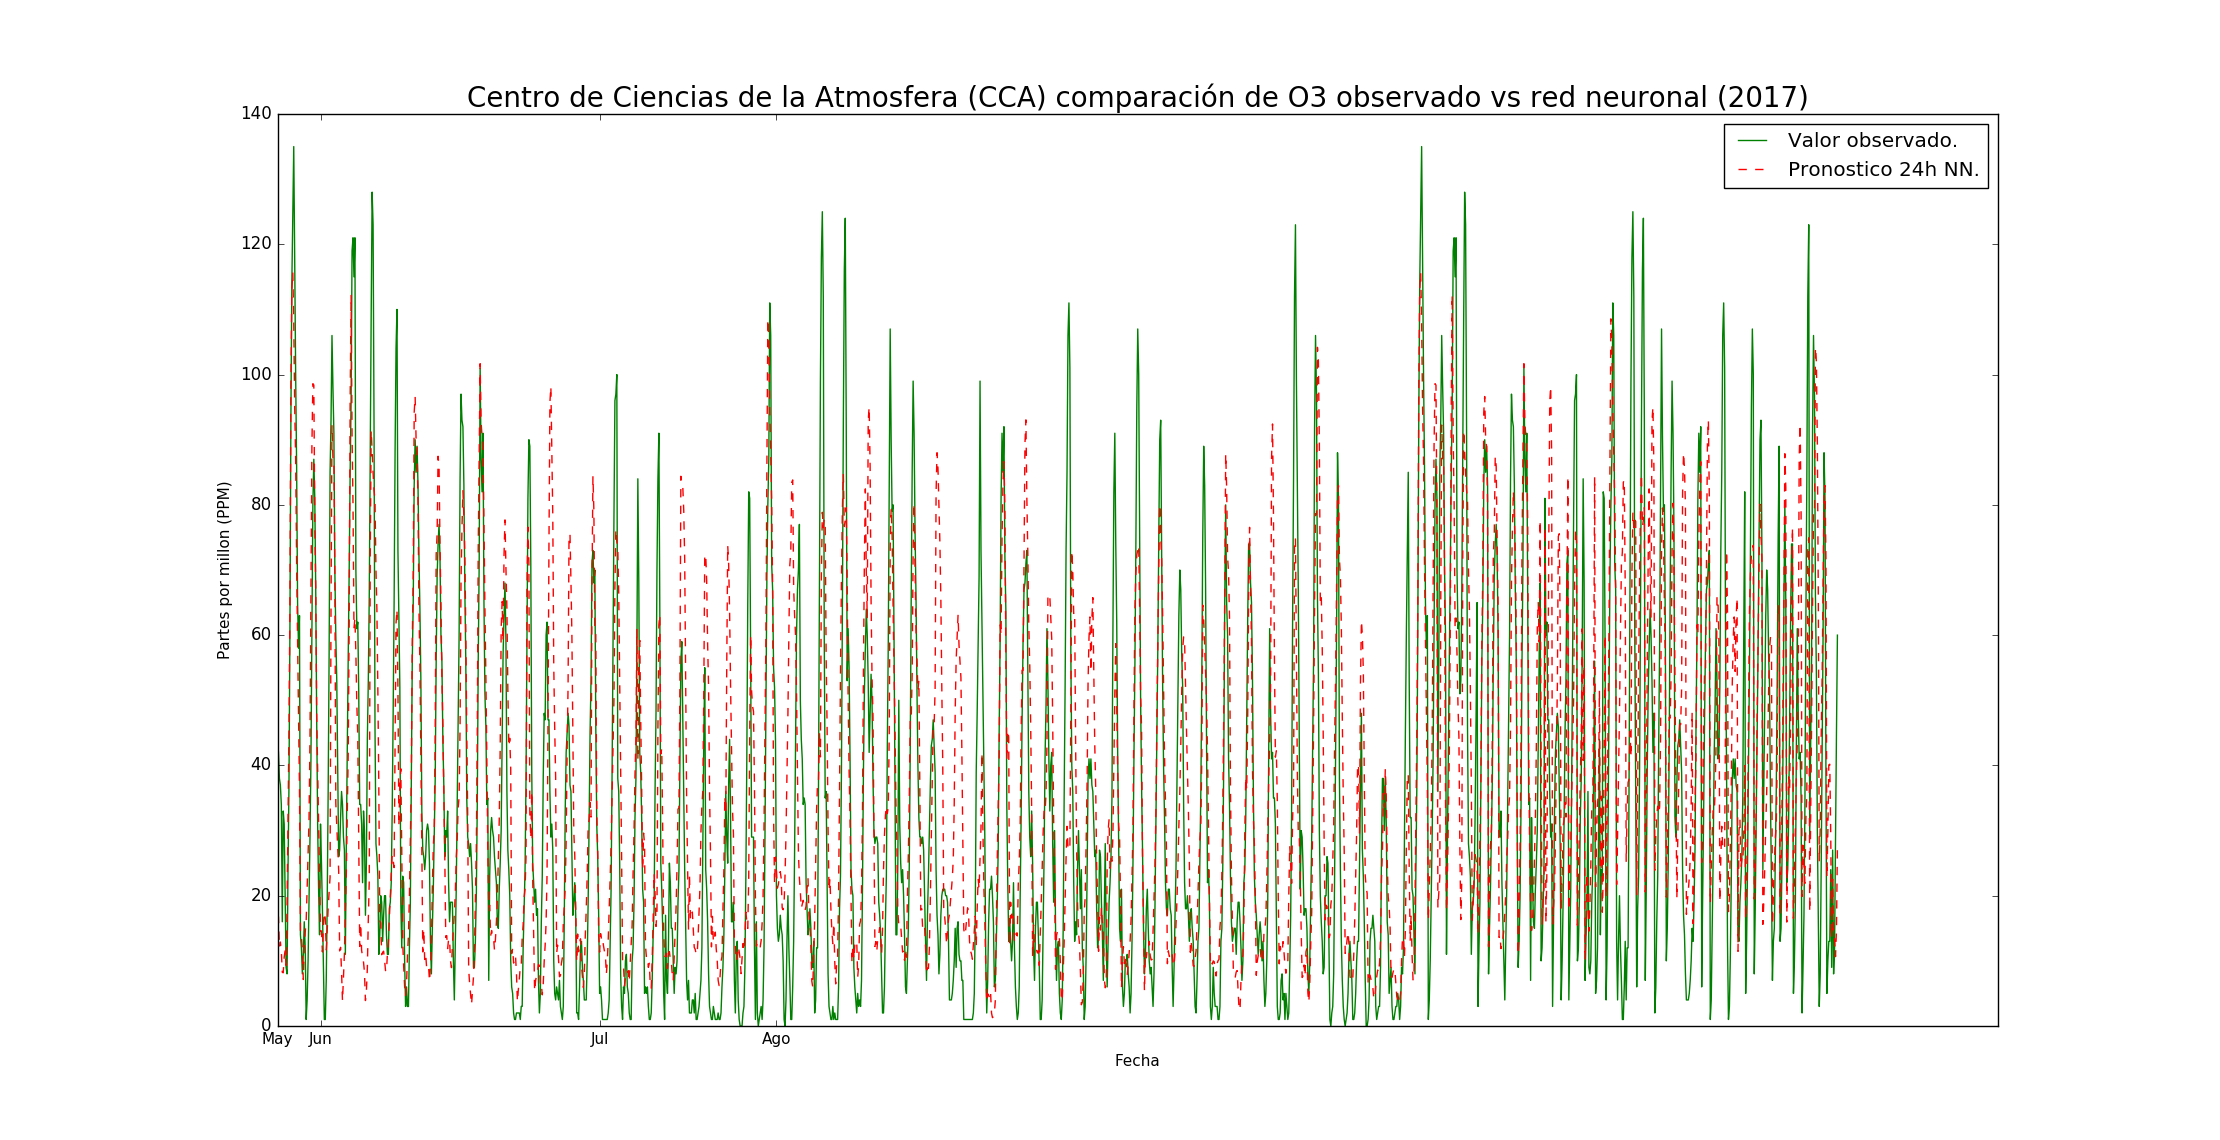 Centro de Ciencias de la Atmosfera (CCA) comparación de O3 observado vs red neuronal (2017)
Valor observado.
Pronostico 24h NN.
Partes por millon (PPM)
140
120
100
80
60
40
20
0
May Jun Jul Ago
Fecha